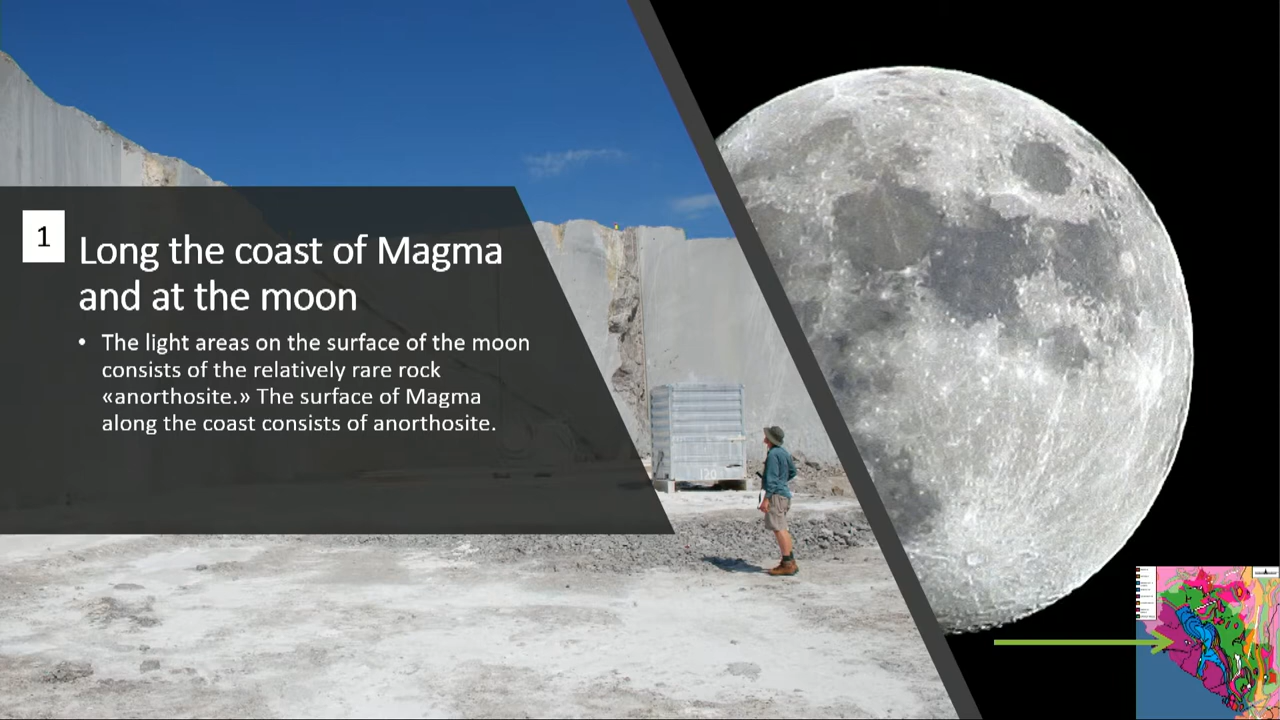 1
Long the coast of Magma
and at the moon
• The light areas on the surface of the moon
consists of the relatively rare rock
«anorthosite.» The surface of Magma
along the coast consists of anorthosite.
120